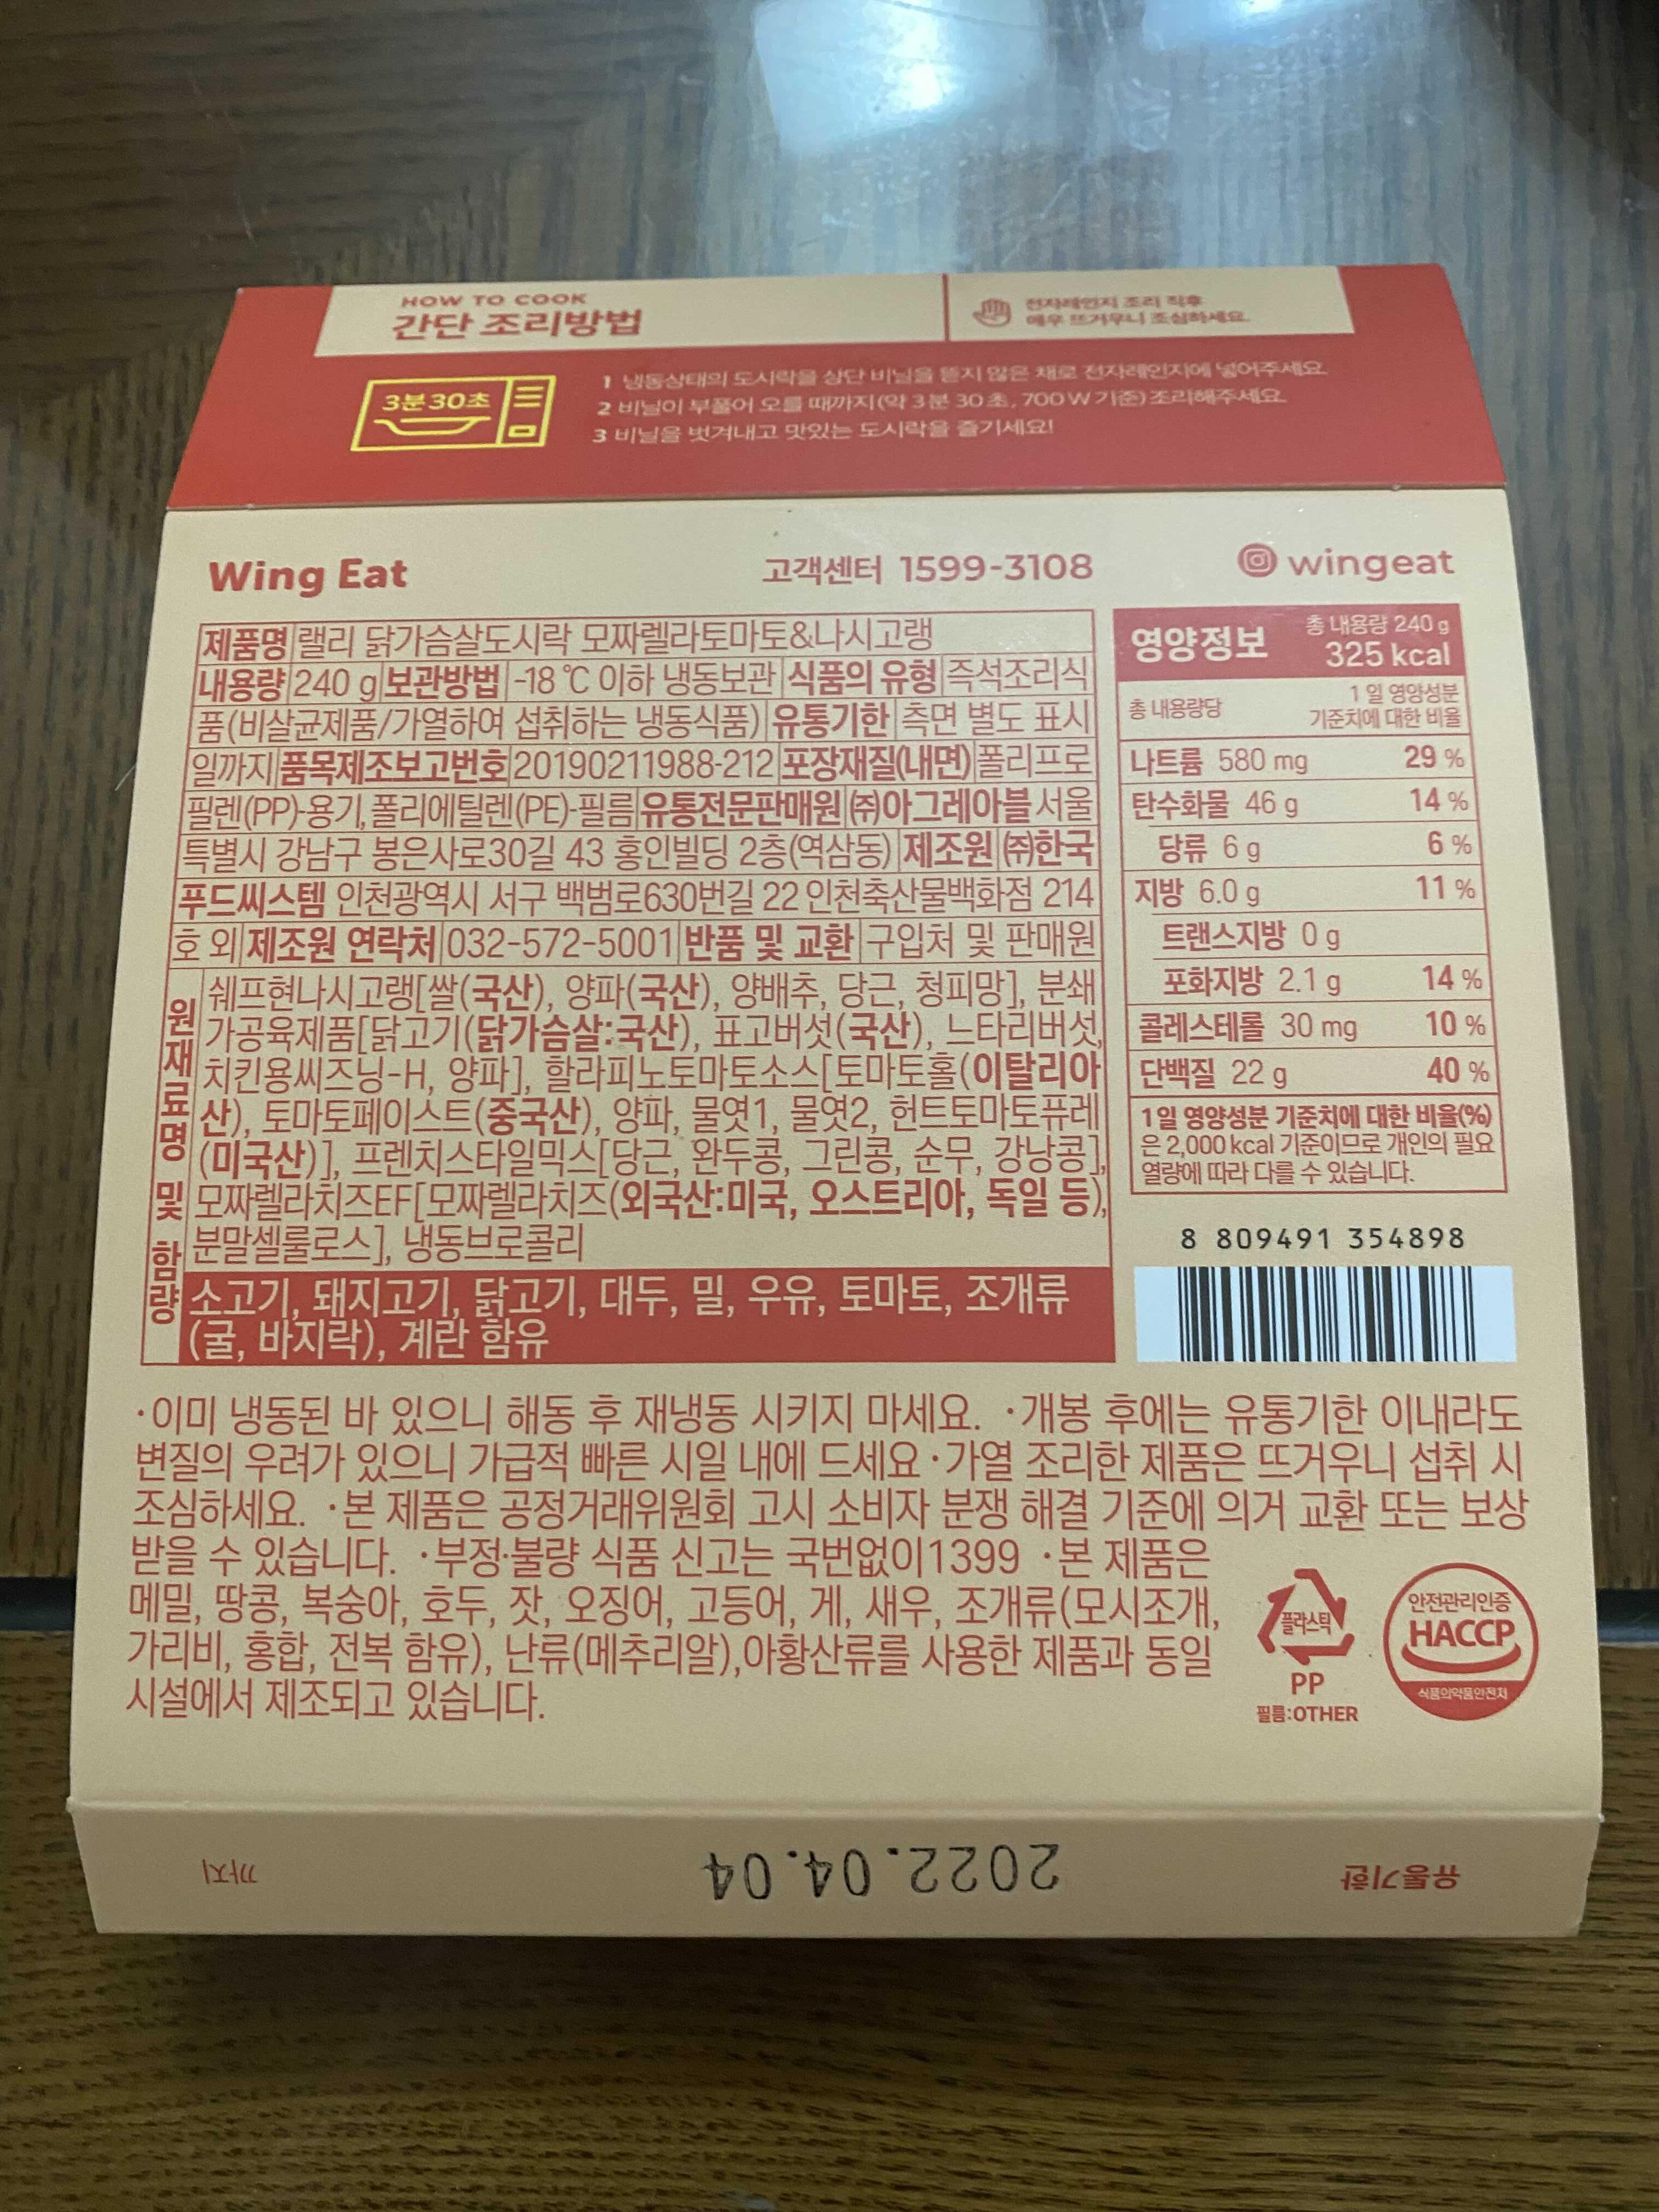 HOW TO COOK
간단 조리방법
전자레인지 조리 직후
매우 뜨거우니 조심하세요.
3분 30초
1 냉동상태의 도시락을 상단 비닐을 뜯지 않은 채로 전자레인지에 넣어주세요.
2 비닐이 부풀어 오를 때까지(약 3분 30초, 700W 기준) 조리해주세요.
3 비닐을 벗겨내고 맛있는 도시락을 즐기세요!
Wing Eat
고객센터 1599-3108
wingeat
제품명 랠리 닭가슴살도시락 모짜렐라토마토&나시고랭
내용량 240 g 보관방법 -18 ℃ 이하 냉동보관 식품의 유형 즉석조리식
품(비살균제품/가열하여 섭취하는 냉동식품) 유통기한 측면 별도 표시
일까지 품목제조보고번호 20190211988-212 포장재질(내면) 폴리프로
필렌(PP)-용기, 폴리에틸렌(PE)-필름 유통전문판매원 ㈜아그레아블 서울
특별시 강남구 봉은사로30길 43 홍인빌딩 2층(역삼동) 제조원 ㈜한국
푸드씨스템 인천광역시 서구 백범로630번길 22 인천축산물백화점 214
호 외 제조원 연락처 032-572-5001 반품 및 교환 구입처 및 판매원
원재료명 및 함량
쉐프현나시고랭[쌀(국산), 양파(국산), 양배추, 당근, 청피망], 분쇄
가공육제품[닭고기(닭가슴살:국산), 표고버섯(국산), 느타리버섯,
치킨용씨즈닝-H, 양파], 할라피노토마토소스[토마토홀(이탈리아
산), 토마토페이스트(중국산), 양파, 물엿1, 물엿2, 헌트토마토퓨레
(미국산)], 프렌치스타일믹스[당근, 완두콩, 그린콩, 순무, 강낭콩],
모짜렐라치즈EF[모짜렐라치즈(외국산:미국, 오스트리아, 독일 등),
분말셀룰로스], 냉동브로콜리
소고기, 돼지고기, 닭고기, 대두, 밀, 우유, 토마토, 조개류
(굴, 바지락), 계란 함유
영양정보
총 내용량 240 g
325 kcal
총 내용량당
1일 영양성분
기준치에 대한 비율
나트륨 580 mg 29 %
탄수화물 46 g 14 %
당류 6 g 6 %
지방 6.0 g 11 %
트랜스지방 0 g
포화지방 2.1 g 14 %
콜레스테롤 30 mg 10 %
단백질 22 g 40 %
1일 영양성분 기준치에 대한 비율(%)
은 2,000 kcal 기준이므로 개인의 필요
열량에 따라 다를 수 있습니다.
8 809491 354898
·이미 냉동된 바 있으니 해동 후 재냉동 시키지 마세요. ·개봉 후에는 유통기한 이내라도
변질의 우려가 있으니 가급적 빠른 시일 내에 드세요 ·가열 조리한 제품은 뜨거우니 섭취 시
조심하세요. ·본 제품은 공정거래위원회 고시 소비자 분쟁 해결 기준에 의거 교환 또는 보상
받을 수 있습니다. ·부정·불량 식품 신고는 국번없이1399 ·본 제품은
메밀, 땅콩, 복숭아, 호두, 잣, 오징어, 고등어, 게, 새우, 조개류(모시조개,
가리비, 홍합, 전복 함유), 난류(메추리알),아황산류를 사용한 제품과 동일
시설에서 제조되고 있습니다.
플라스틱
PP
필름:OTHER
안전관리인증
HACCP
식품의약품안전처
유통기한 2022.04.04 까지